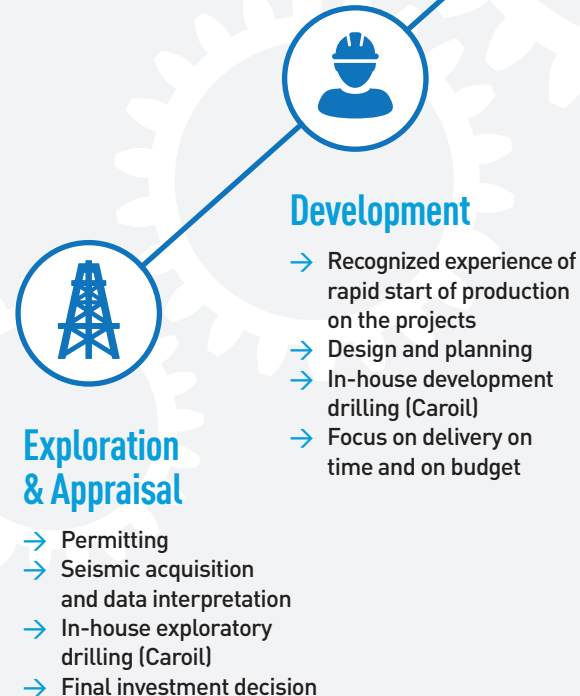 Development
→ Recognized experience of
rapid start of production
on the projects
→ Design and planning
→ In-house development
drilling (Caroil)
→ Focus on delivery on
time and on budget
Exploration
& Appraisal
→ Permitting
→ Seismic acquisition
and data interpretation
→ In-house exploratory
drilling (Caroil)
→ Final investment decision